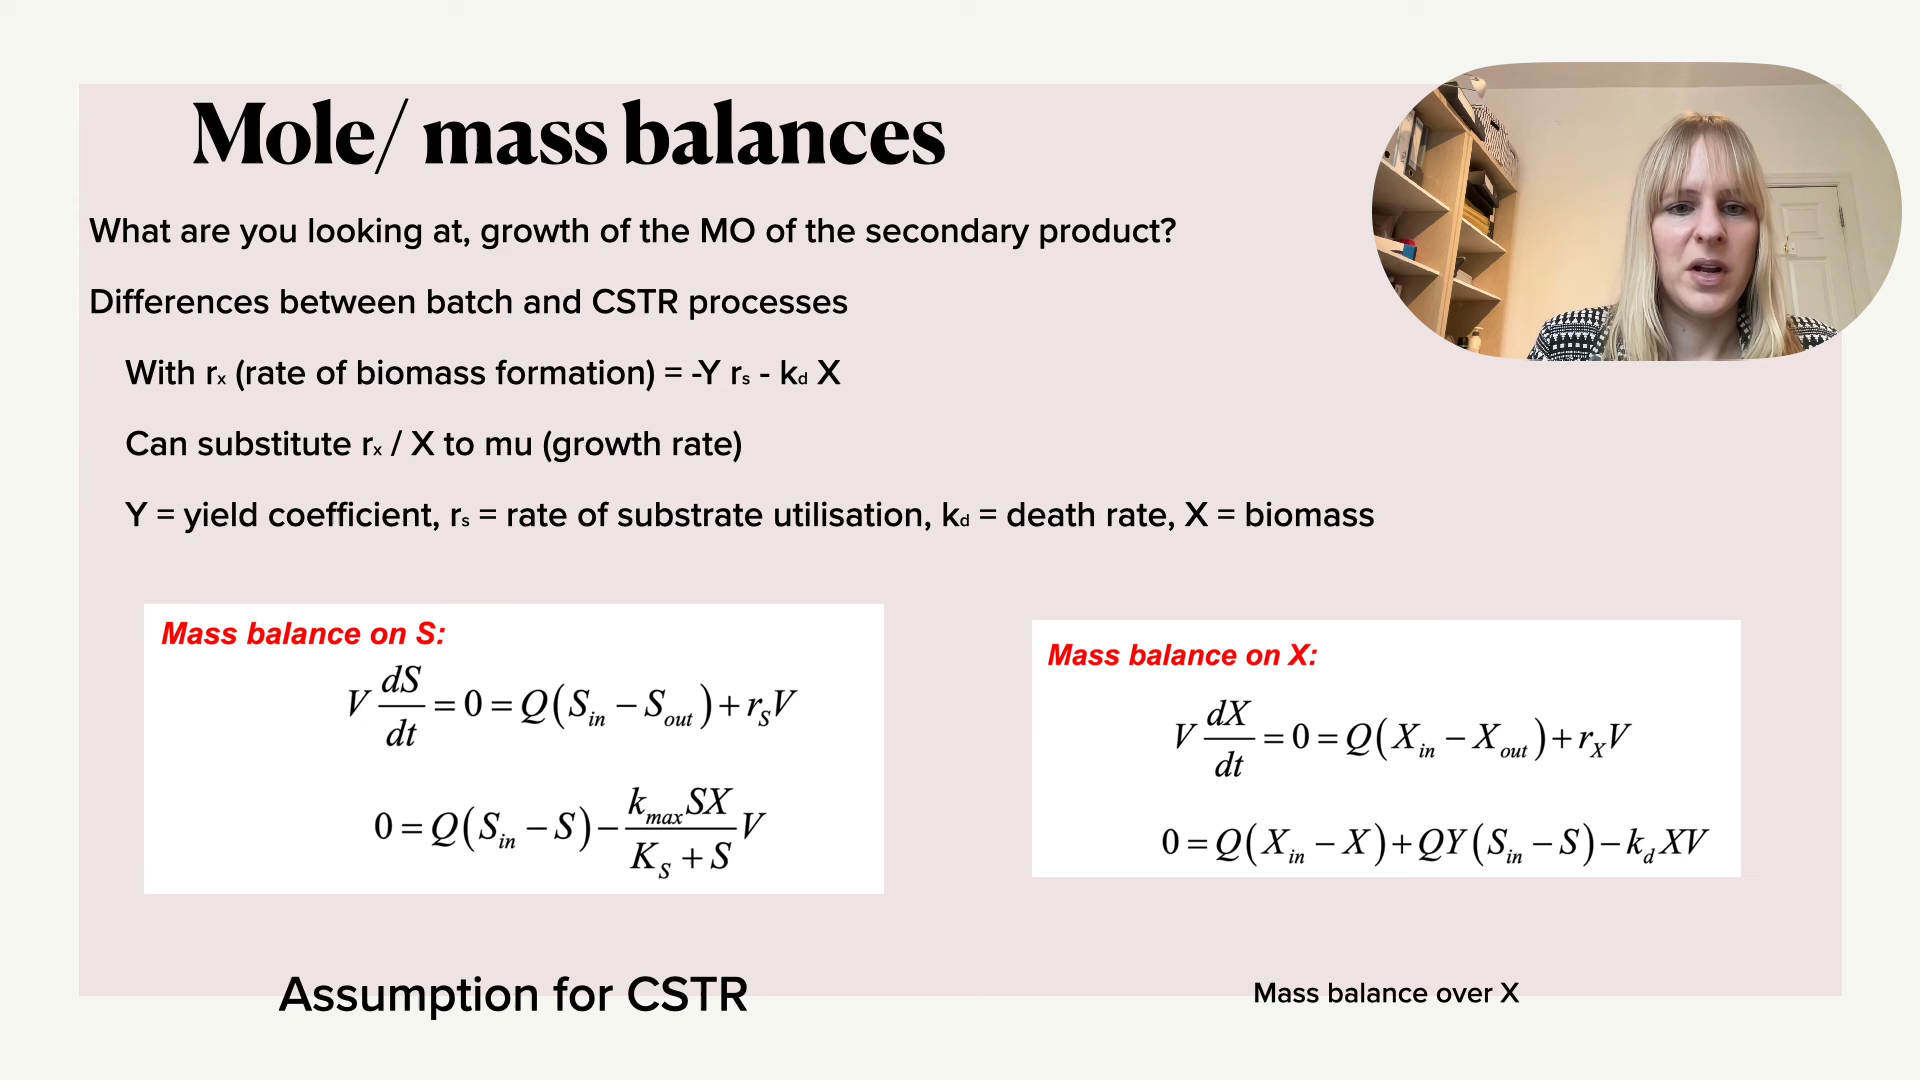 Mole/ mass balances
What are you looking at, growth of the MO of the secondary product?
Differences between batch and CSTR processes
With rₓ (rate of biomass formation) = -Y rₛ - k_d X
Can substitute rₓ / X to mu (growth rate)
Y = yield coefficient, rₛ = rate of substrate utilisation, k_d = death rate, X = biomass
Mass balance on S:
V dS/dt = 0 = Q(S_in − S_out) + r_S V
0 = Q(S_in − S) − k_max SX/(K_S + S) V
Mass balance on X:
V dX/dt = 0 = Q(X_in − X_out) + r_X V
0 = Q(X_in − X) + QY(S_in − S) − k_d XV
Assumption for CSTR
Mass balance over X